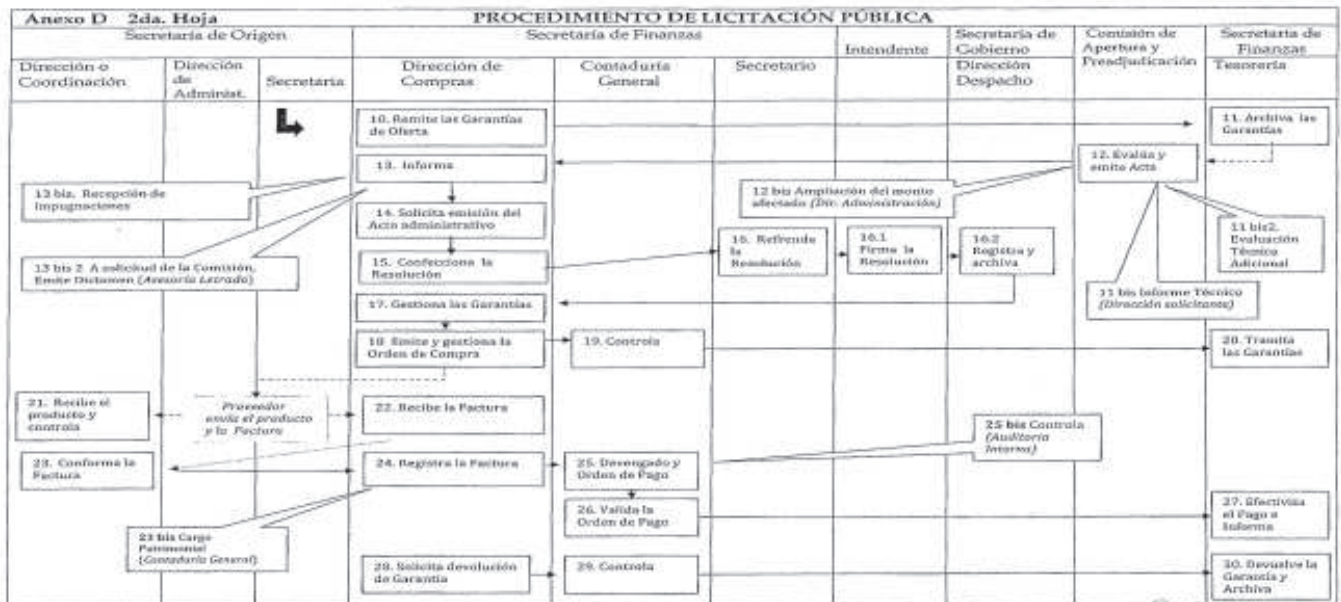 Anexo D 2da. Hoja
PROCEDIMIENTO DE LICITACIÓN PÚBLICA
Secretaría de Origen
Secretaría de Finanzas
Intendente
Secretaría de
Gobierno
Comisión de
Apertura y
Preadjudicación
Secretaría de
Finanzas
Dirección o
Coordinación
Dirección
de
Administ.
Secretaria
Dirección de
Compras
Contaduría
General
Secretario
Dirección
Despacho
Tesorería
10. Remite las Garantías
de Oferta
11. Archiva las
Garantías
12. Evalúa y
emite Acta
13. Informa
13 bis. Recepción de
impugnaciones
12 bis Ampliación del monto
afectado (Dir. Administración)
14. Solicita emisión del
Acto administrativo
11 bis2.
Evaluación
Técnica
Adicional
13 bis 2 A solicitud de la Comisión,
Emite Dictamen (Asesoría Letrada)
15. Confecciona la
Resolución
16. Refrenda
la
Resolución
16.1
Firma la
Resolución
16.2
Registra y
archiva
11 bis Informe Técnico
(Dirección solicitante)
17. Gestiona las Garantías
18 Emite y gestiona la
Orden de Compra
19. Controla
20. Tramita
las Garantías
21. Recibe el
producto y
controla
Proveedor
envía el producto
y la Factura
22. Recibe la Factura
25 bis Controla
(Auditoría
Interna)
23. Conforma la
Factura
24. Registra la Factura
25. Devengado y
Orden de Pago
26. Valida la
Orden de Pago
27. Efectiviza
el Pago e
Informa
23 bis Cargo
Patrimonial
(Contaduría General)
28. Solicita devolución
de Garantía
29. Controla
30. Devuelve la
Garantía y
Archiva